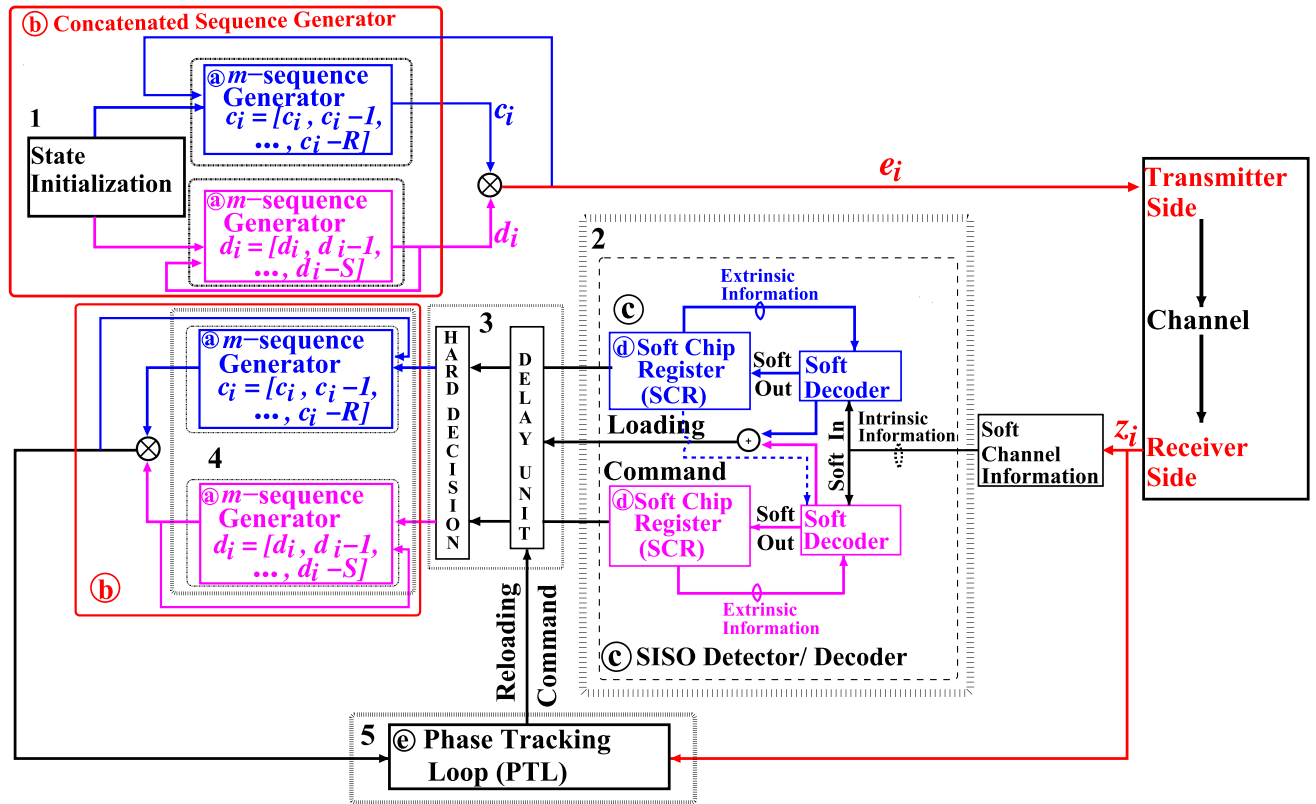 ⓑ Concatenated Sequence Generator
1
State
Initialization
ⓐ m-sequence
Generator
c_i = [c_i , c_i-1,
..., c_i-R]
ⓐ m-sequence
Generator
d_i = [d_i , d_i-1,
..., d_i-S]
c_i
d_i
e_i
Transmitter
Side
Channel
Receiver
Side
z_i
Soft
Channel
Information
2
ⓒ
Extrinsic
Information
ⓓ Soft Chip
Register
(SCR)
Soft
Out
Soft
Decoder
Intrinsic
Information
Soft In
Loading
+
Command
ⓓ Soft Chip
Register
(SCR)
Soft
Out
Soft
Decoder
Extrinsic
Information
ⓒ SISO Detector/ Decoder
3
HARD DECISION
DELAY UNIT
ⓐ m-sequence
Generator
c_i = [c_i , c_i-1,
..., c_i-R]
4
ⓐ m-sequence
Generator
d_i = [d_i , d_i-1,
..., d_i-S]
ⓑ
Reloading
Command
5
ⓔ Phase Tracking
Loop (PTL)